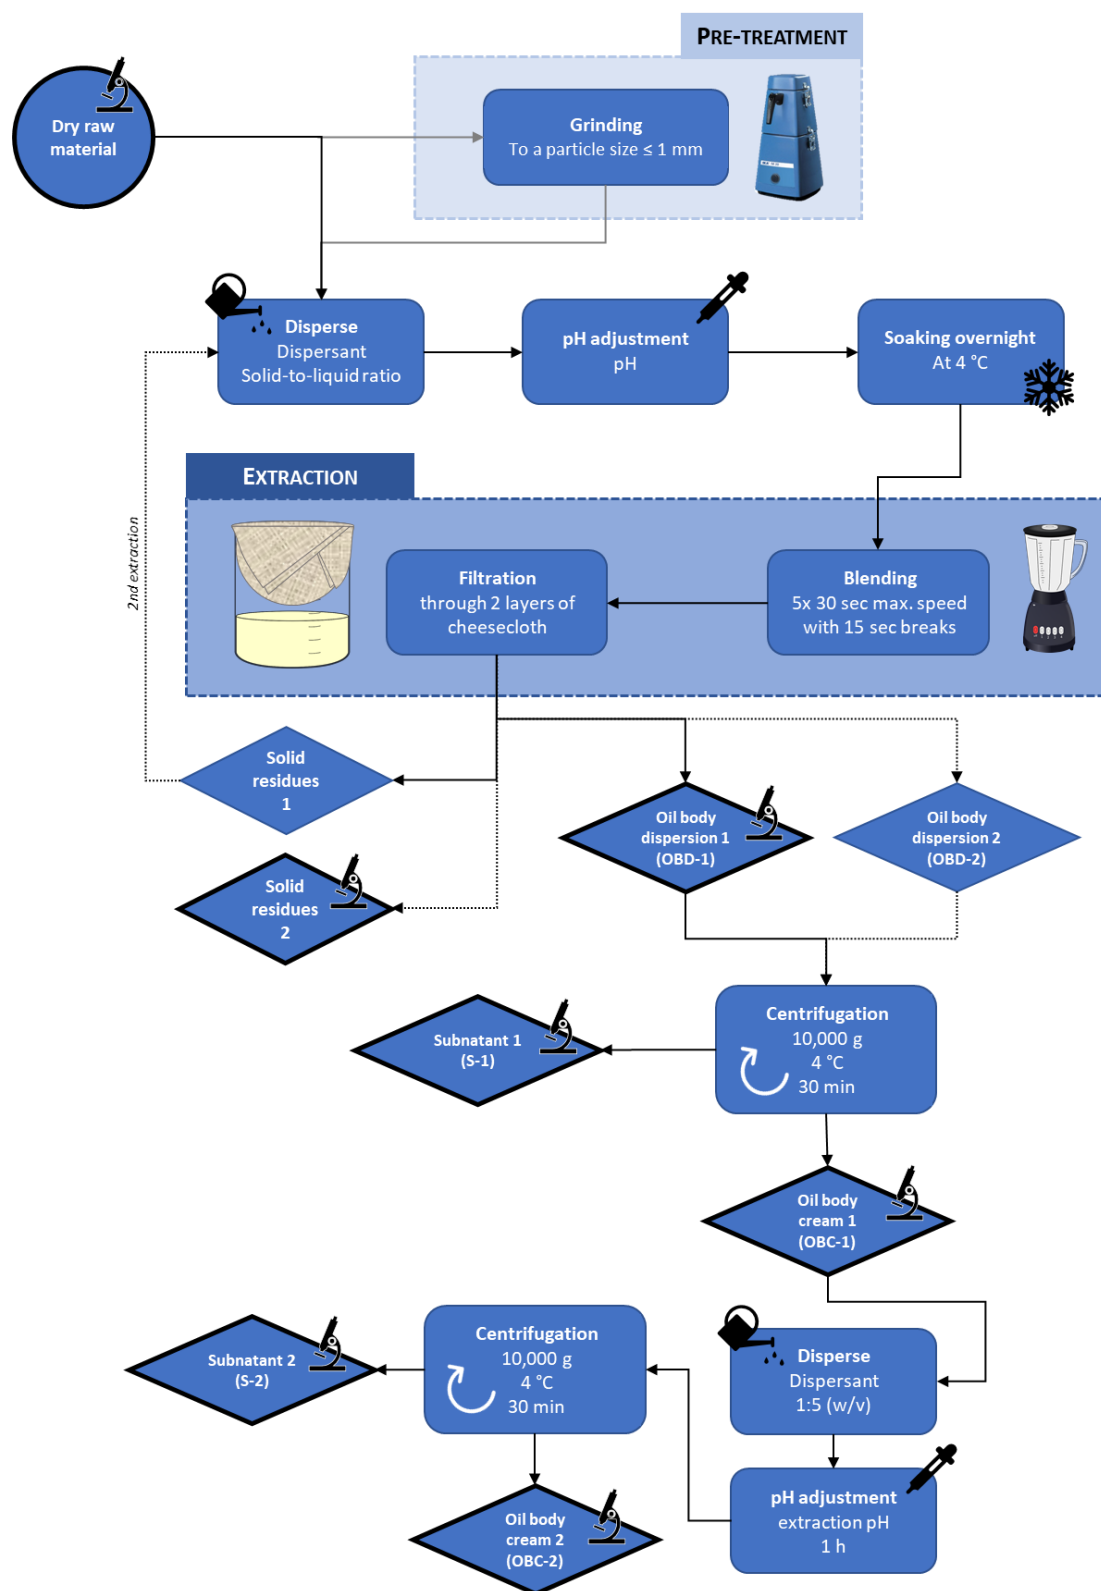 PRE-TREATMENT
Dry raw
material
Grinding
To a particle size ≤ 1 mm
Disperse
Dispersant
Solid-to-liquid ratio
pH adjustment
pH
Soaking overnight
At 4 °C
2nd extraction
EXTRACTION
Filtration
through 2 layers of
cheesecloth
Blending
5x 30 sec max. speed
with 15 sec breaks
Solid
residues
1
Oil body
dispersion 1
(OBD-1)
Oil body
dispersion 2
(OBD-2)
Solid
residues
2
Subnatant 1
(S-1)
Centrifugation
10,000 g
4 °C
30 min
Oil body
cream 1
(OBC-1)
Subnatant 2
(S-2)
Centrifugation
10,000 g
4 °C
30 min
Disperse
Dispersant
1:5 (w/v)
pH adjustment
extraction pH
1 h
Oil body
cream 2
(OBC-2)